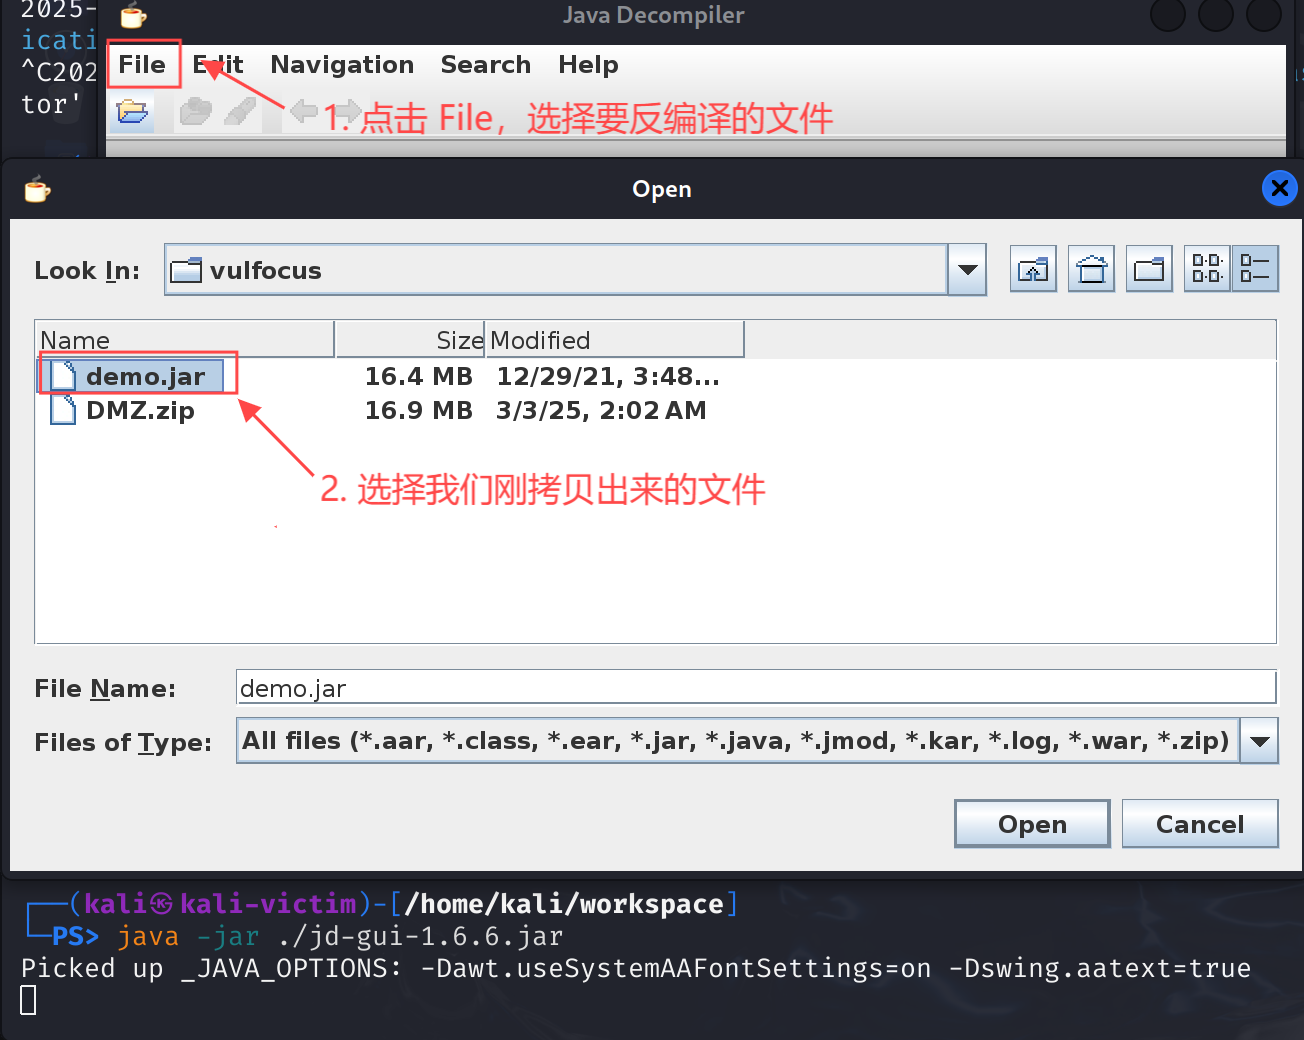 2025-
Java Decompiler
icati
File Edit Navigation Search Help
^C202
tor'
1. 点击 File，选择要反编译的文件
Open
Look In: vulfocus
Name Size Modified
demo.jar 16.4 MB 12/29/21, 3:48...
DMZ.zip 16.9 MB 3/3/25, 2:02 AM
2. 选择我们刚拷贝出来的文件
File Name: demo.jar
Files of Type: All files (*.aar, *.class, *.ear, *.jar, *.java, *.jmod, *.kar, *.log, *.war, *.zip)
Open Cancel
┌──(kali㉿kali-victim)-[/home/kali/workspace]
└─PS> java -jar ./jd-gui-1.6.6.jar
Picked up _JAVA_OPTIONS: -Dawt.useSystemAAFontSettings=on -Dswing.aatext=true